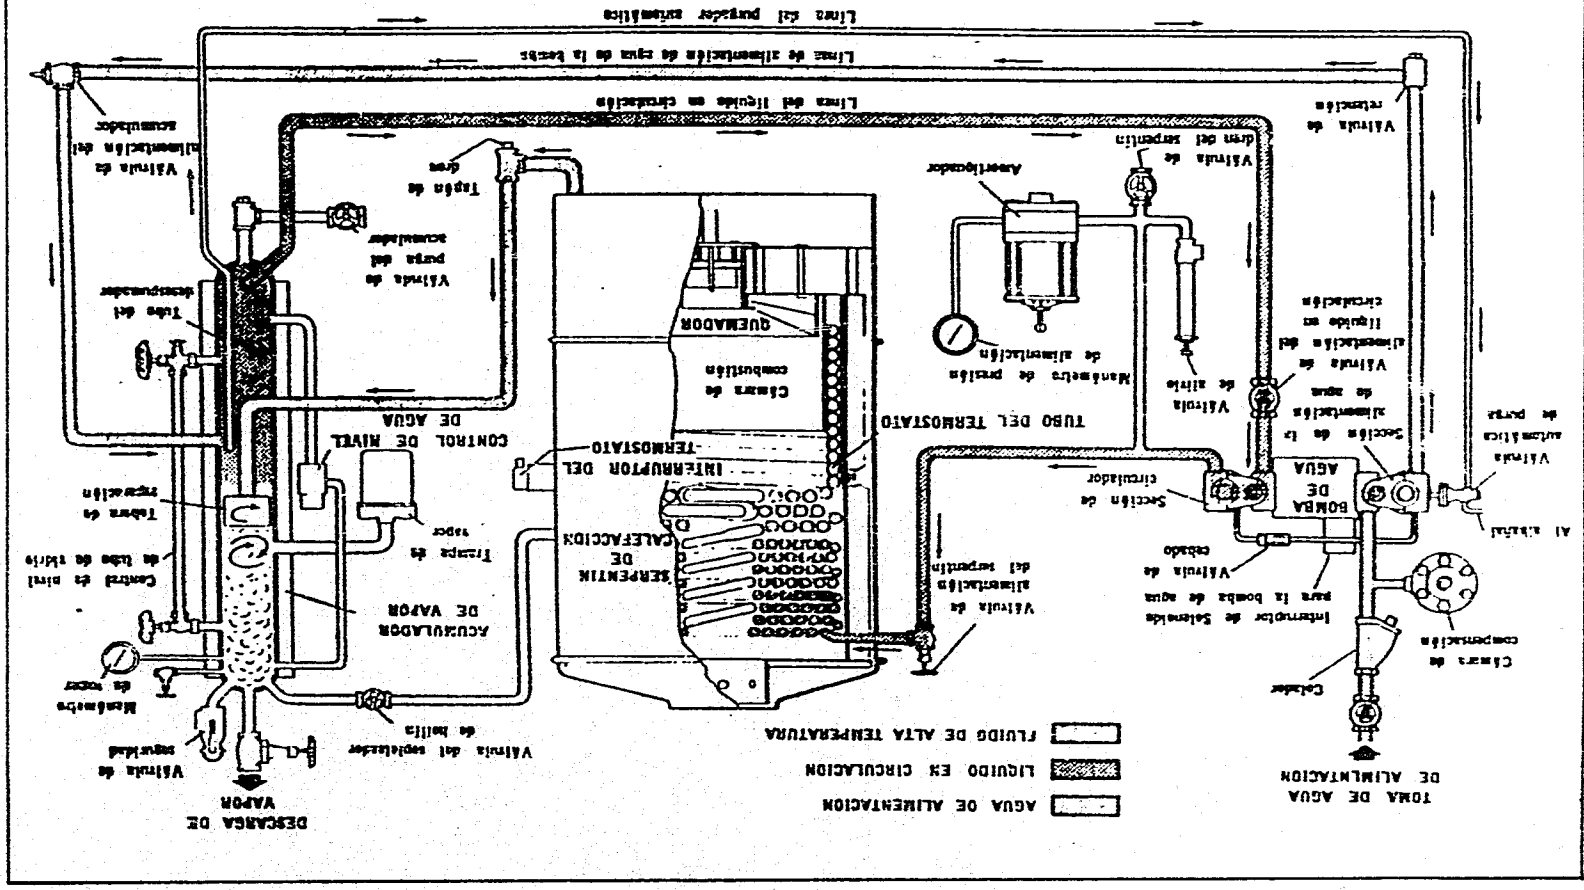 TOMA DE AGUA
DE ALIMENTACION
AGUA DE ALIMENTACION
LIQUIDO EN CIRCULACION
FLUIDO DE ALTA TEMPERATURA
DESCARGA DE
VAPOR
Válvula de
seguridad
Válvula del sopleteador
de hollín
Manómetro
de vapor
Colador
Cámara de
compensación
Interruptor de Solenoide
para la bomba de agua
Válvula de
cebado
Válvula de
alimentación
del serpentín
SERPENTIN
DE
CALEFACCION
ACUMULADOR
DE VAPOR
Control de nivel
de tubo de vidrio
Trampa de
vapor
Al albañal
Válvula
automática
de purga
BOMBA
DE
AGUA
Sección de
circulador
Sección de la
alimentación
de agua
INTERRUPTOR DEL
TERMOSTATO
Tobera de
separación
CONTROL DE NIVEL
DE AGUA
TUBO DEL TERMOSTATO
Válvula de
alimentación del
líquido en
circulación
Válvula
de alivio
Manómetro de presión
de alimentación
Cámara de
combustión
QUEMADOR
Tubo del
desespumador
Válvula de
purga del
acumulador
Amortiguador
Válvula de
dren del serpentín
Tapón de
dren
Válvula de
alimentación del
acumulador
Válvula de
retención
Línea del líquido en circulación
Línea de alimentación de agua de la bomba
Línea del purgador automático